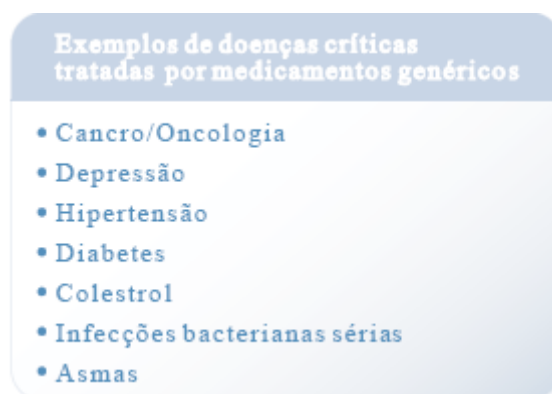 Exemplos de doenças críticas
tratadas por medicamentos genéricos
• Cancro/Oncologia
• Depressão
• Hipertensão
• Diabetes
• Colestrol
• Infecções bacterianas sérias
• Asmas